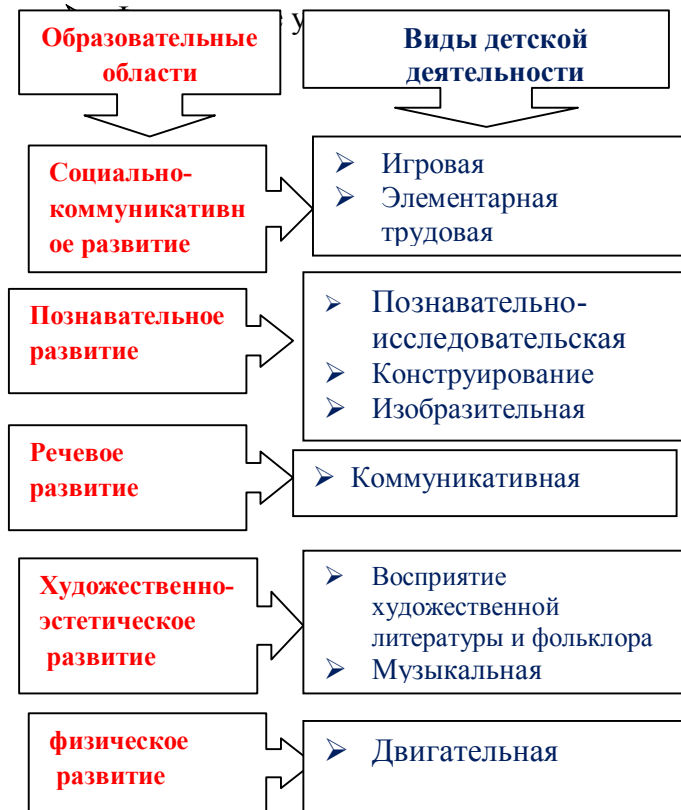 Образовательные
области
Виды детской
деятельности
Социально-
коммуникативн
ое развитие
➢ Игровая
➢ Элементарная
трудовая
Познавательное
развитие
➢ Познавательно-
исследовательская
➢ Конструирование
➢ Изобразительная
Речевое
развитие
➢ Коммуникативная
Художественно-
эстетическое
развитие
➢ Восприятие
художественной
литературы и фольклора
➢ Музыкальная
физическое
развитие
➢ Двигательная